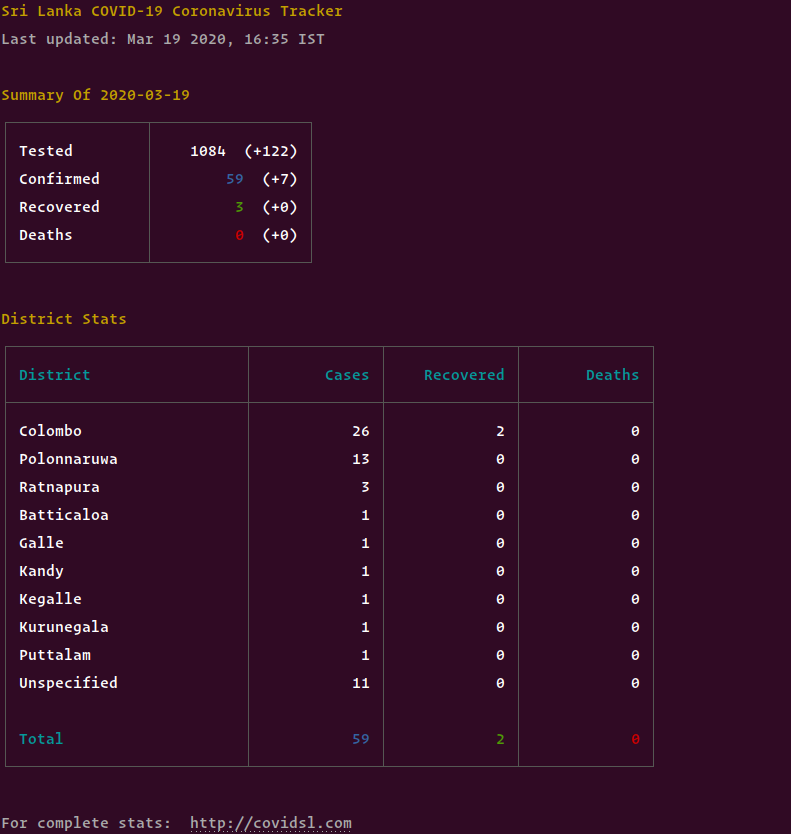 Sri Lanka COVID-19 Coronavirus Tracker
Last updated: Mar 19 2020, 16:35 IST
Summary Of 2020-03-19
Tested 1084 (+122)
Confirmed 59 (+7)
Recovered 3 (+0)
Deaths 0 (+0)
District Stats
District Cases Recovered Deaths
Colombo 26 2 0
Polonnaruwa 13 0 0
Ratnapura 3 0 0
Batticaloa 1 0 0
Galle 1 0 0
Kandy 1 0 0
Kegalle 1 0 0
Kurunegala 1 0 0
Puttalam 1 0 0
Unspecified 11 0 0
Total 59 2 0
For complete stats: http://covidsl.com